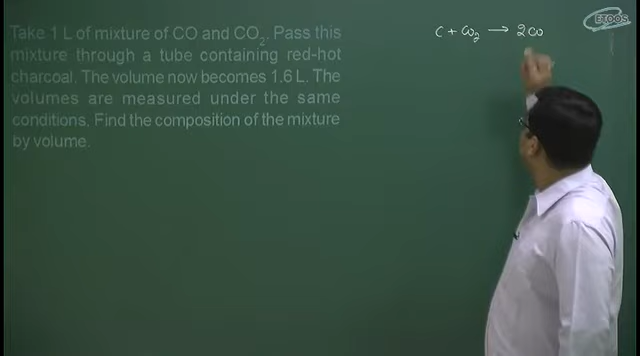 Take 1 L of mixture of CO and CO2. Pass this
mixture through a tube containing red-hot
charcoal. The volume now becomes 1.6 L. The
volumes are measured under the same
conditions. Find the composition of the mixture
by volume.
C + CO2 → 2CO
ETOOS